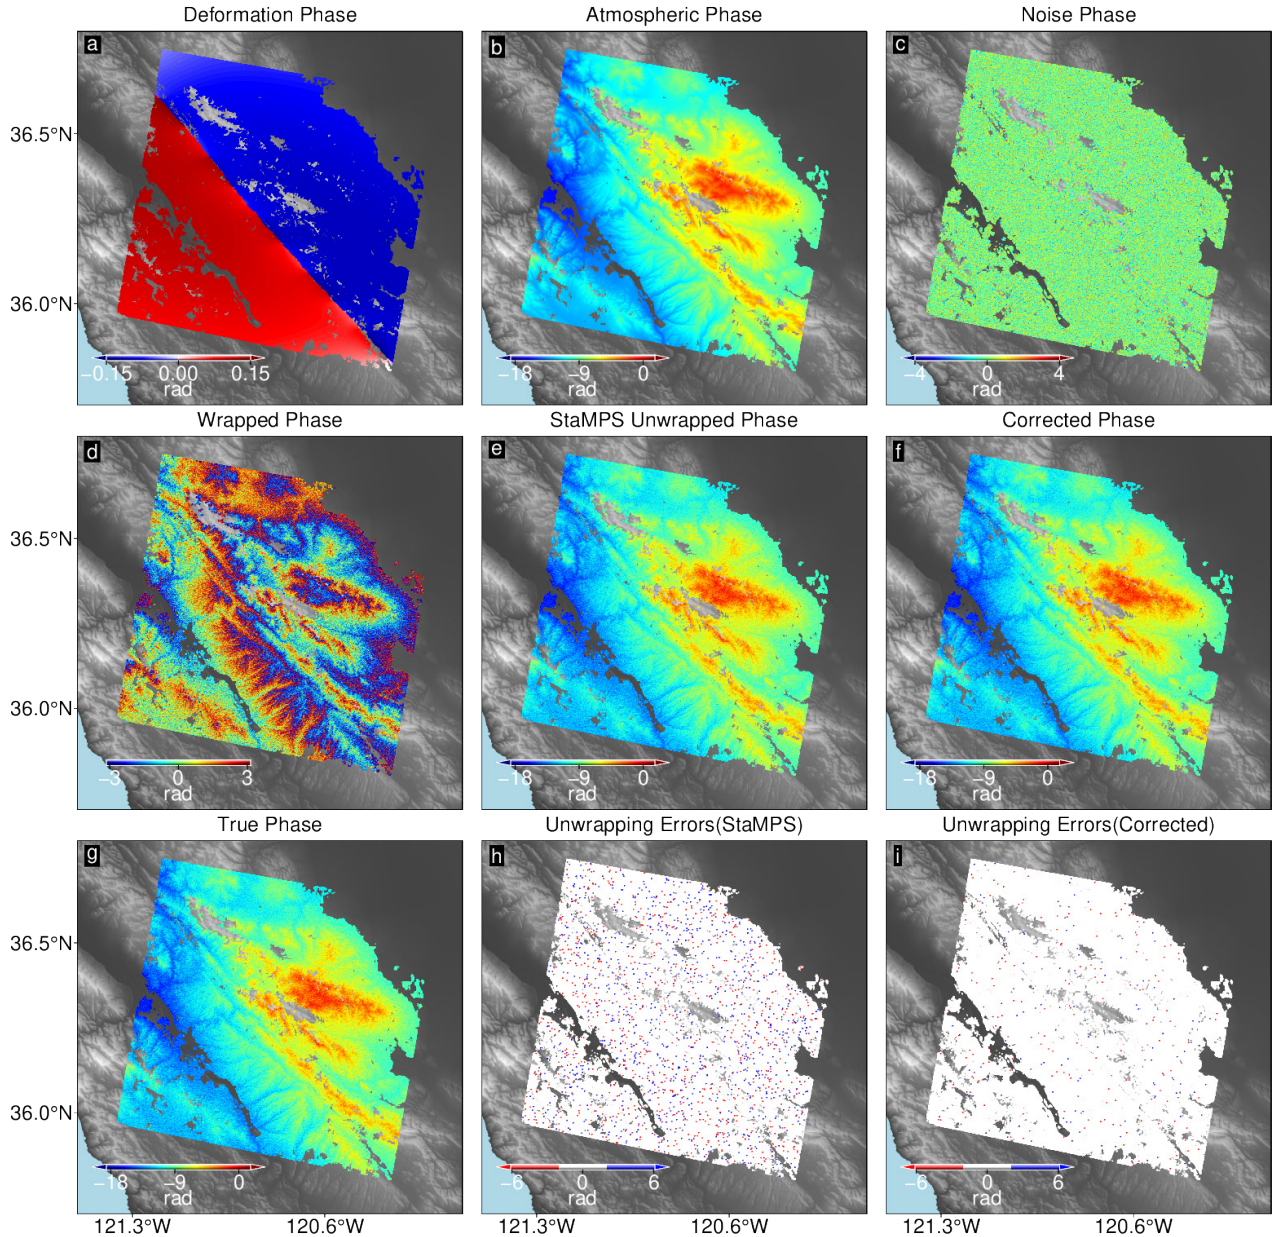 Deformation Phase
Atmospheric Phase
Noise Phase
a
b
c
36.5°N
36.0°N
−0.15 0.00 0.15
rad
−18 −9 0
rad
−4 0 4
rad
Wrapped Phase
StaMPS Unwrapped Phase
Corrected Phase
d
e
f
36.5°N
36.0°N
−3 0 3
rad
−18 −9 0
rad
−18 −9 0
rad
True Phase
Unwrapping Errors(StaMPS)
Unwrapping Errors(Corrected)
g
h
i
36.5°N
36.0°N
−18 −9 0
rad
−6 0 6
rad
−6 0 6
rad
121.3°W 120.6°W
121.3°W 120.6°W
121.3°W 120.6°W